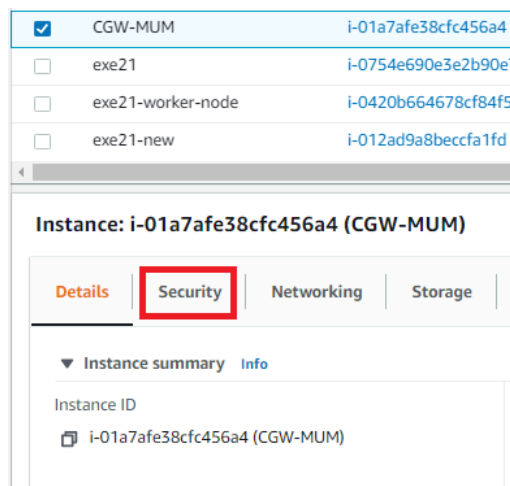 CGW-MUM i-01a7afe38cfc456a4
exe21 i-0754e690e3e2b90e
exe21-worker-node i-0420b664678cf84f5
exe21-new i-012ad9a8beccfa1fd
Instance: i-01a7afe38cfc456a4 (CGW-MUM)
Details Security Networking Storage
Instance summary Info
Instance ID
i-01a7afe38cfc456a4 (CGW-MUM)